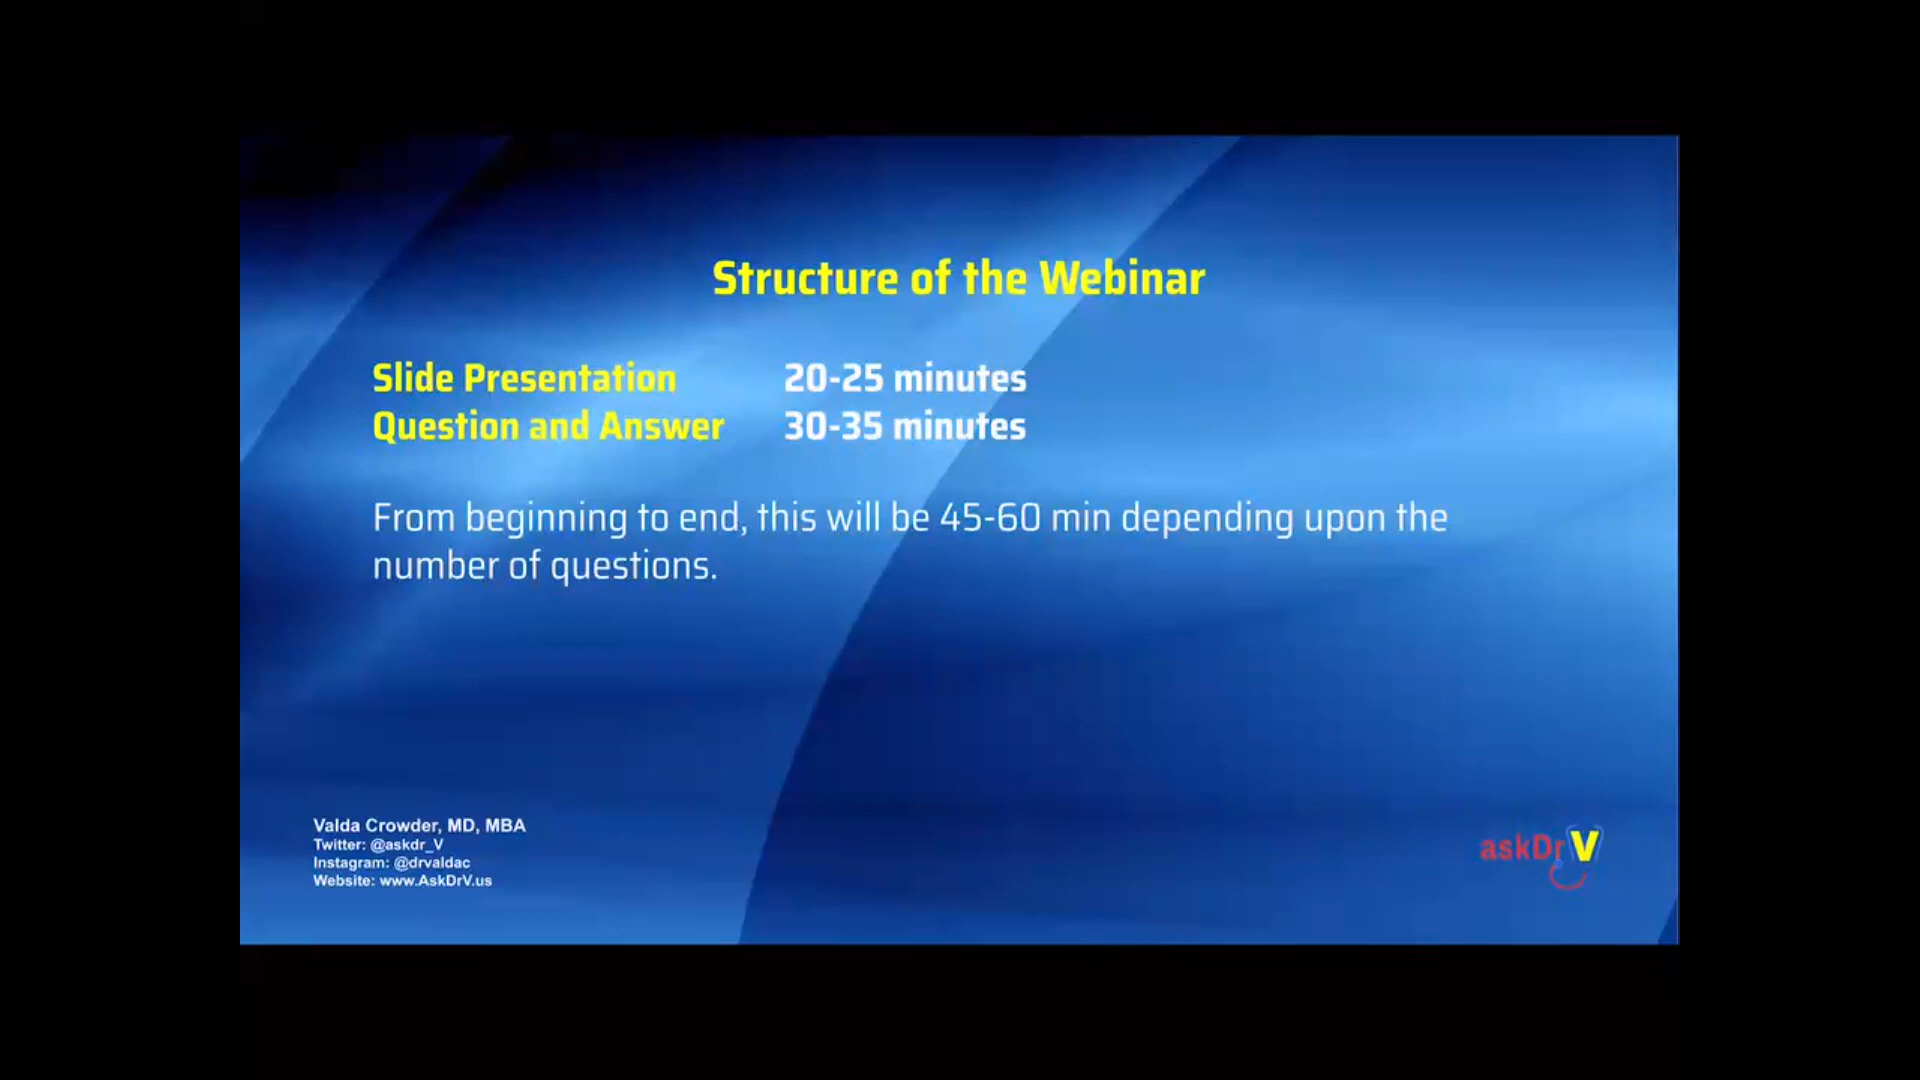 Structure of the Webinar
Slide Presentation 20-25 minutes
Question and Answer 30-35 minutes
From beginning to end, this will be 45-60 min depending upon the
number of questions.
Valda Crowder, MD, MBA
Twitter: @askdr_V
Instagram: @drvaldac
Website: www.AskDrV.us
askDrV